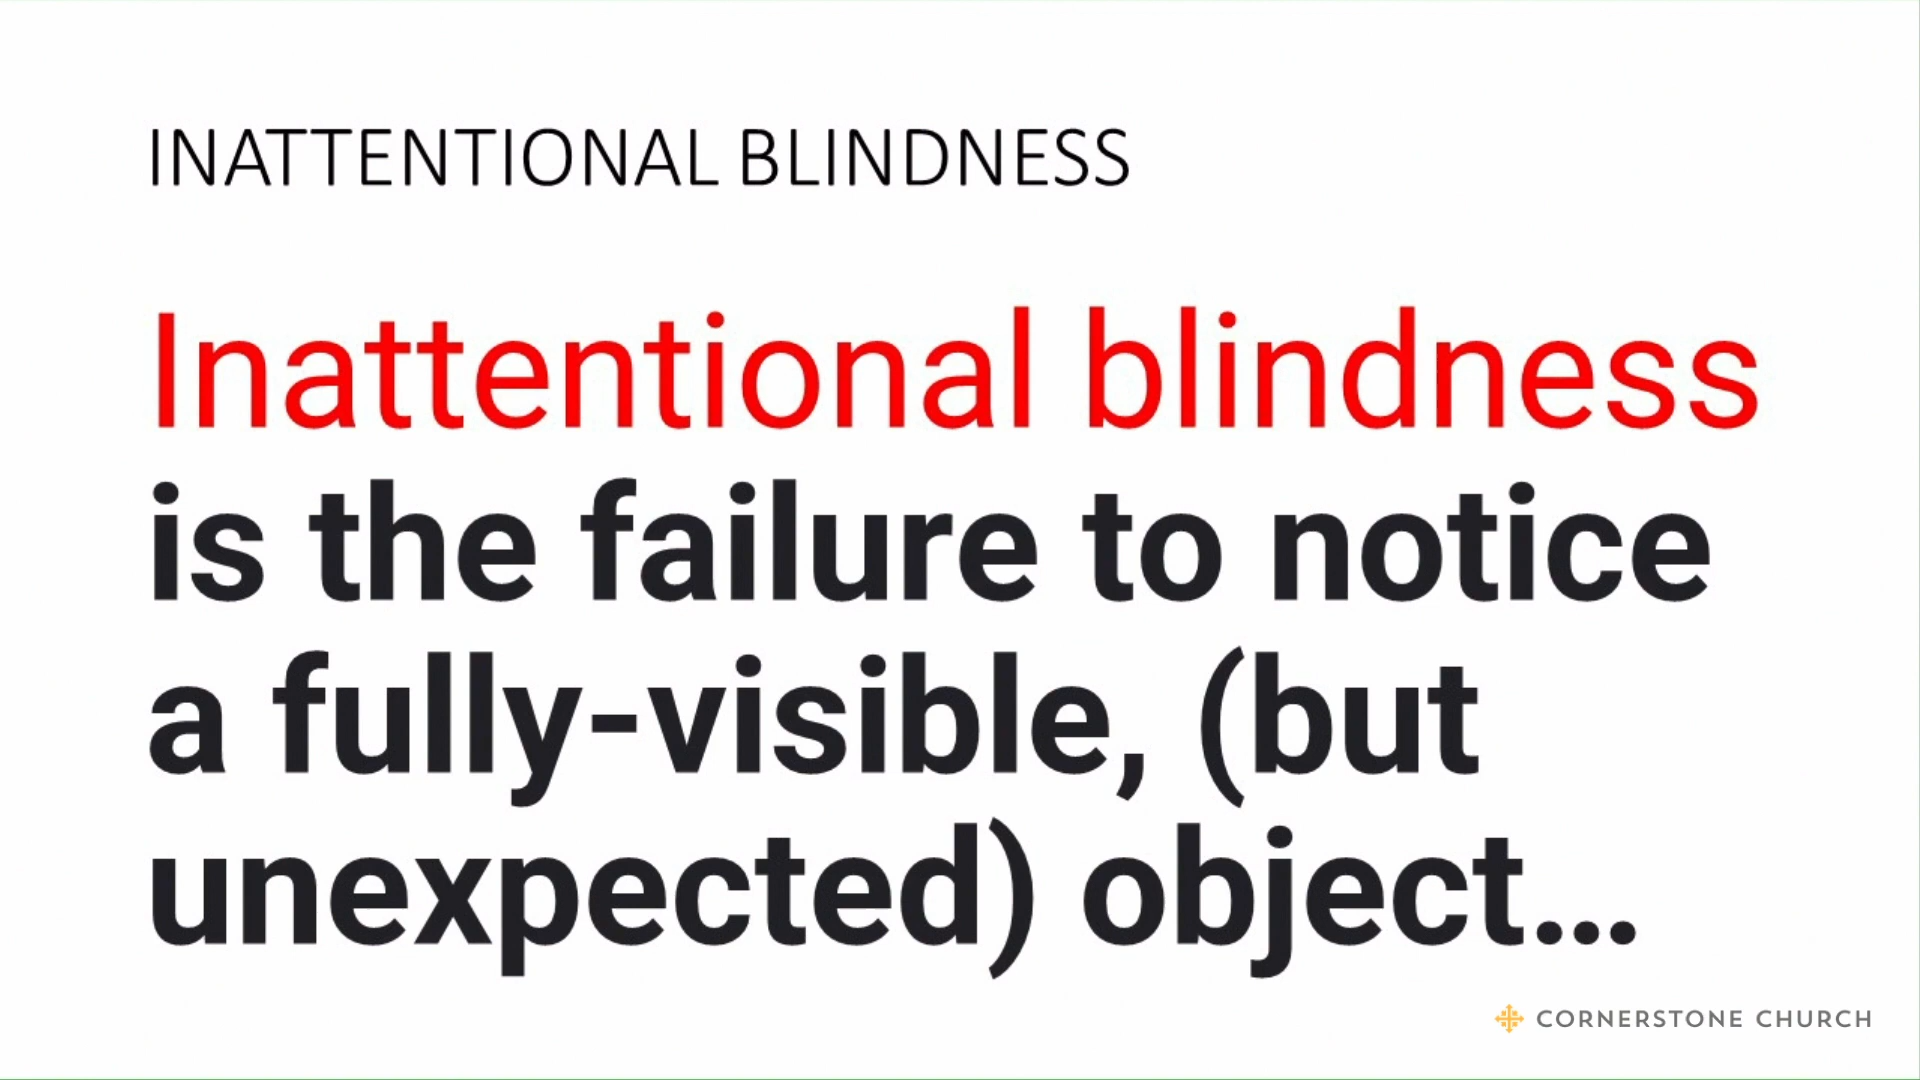 INATTENTIONAL BLINDNESS
Inattentional blindness
is the failure to notice
a fully-visible, (but
unexpected) object...
CORNERSTONE CHURCH